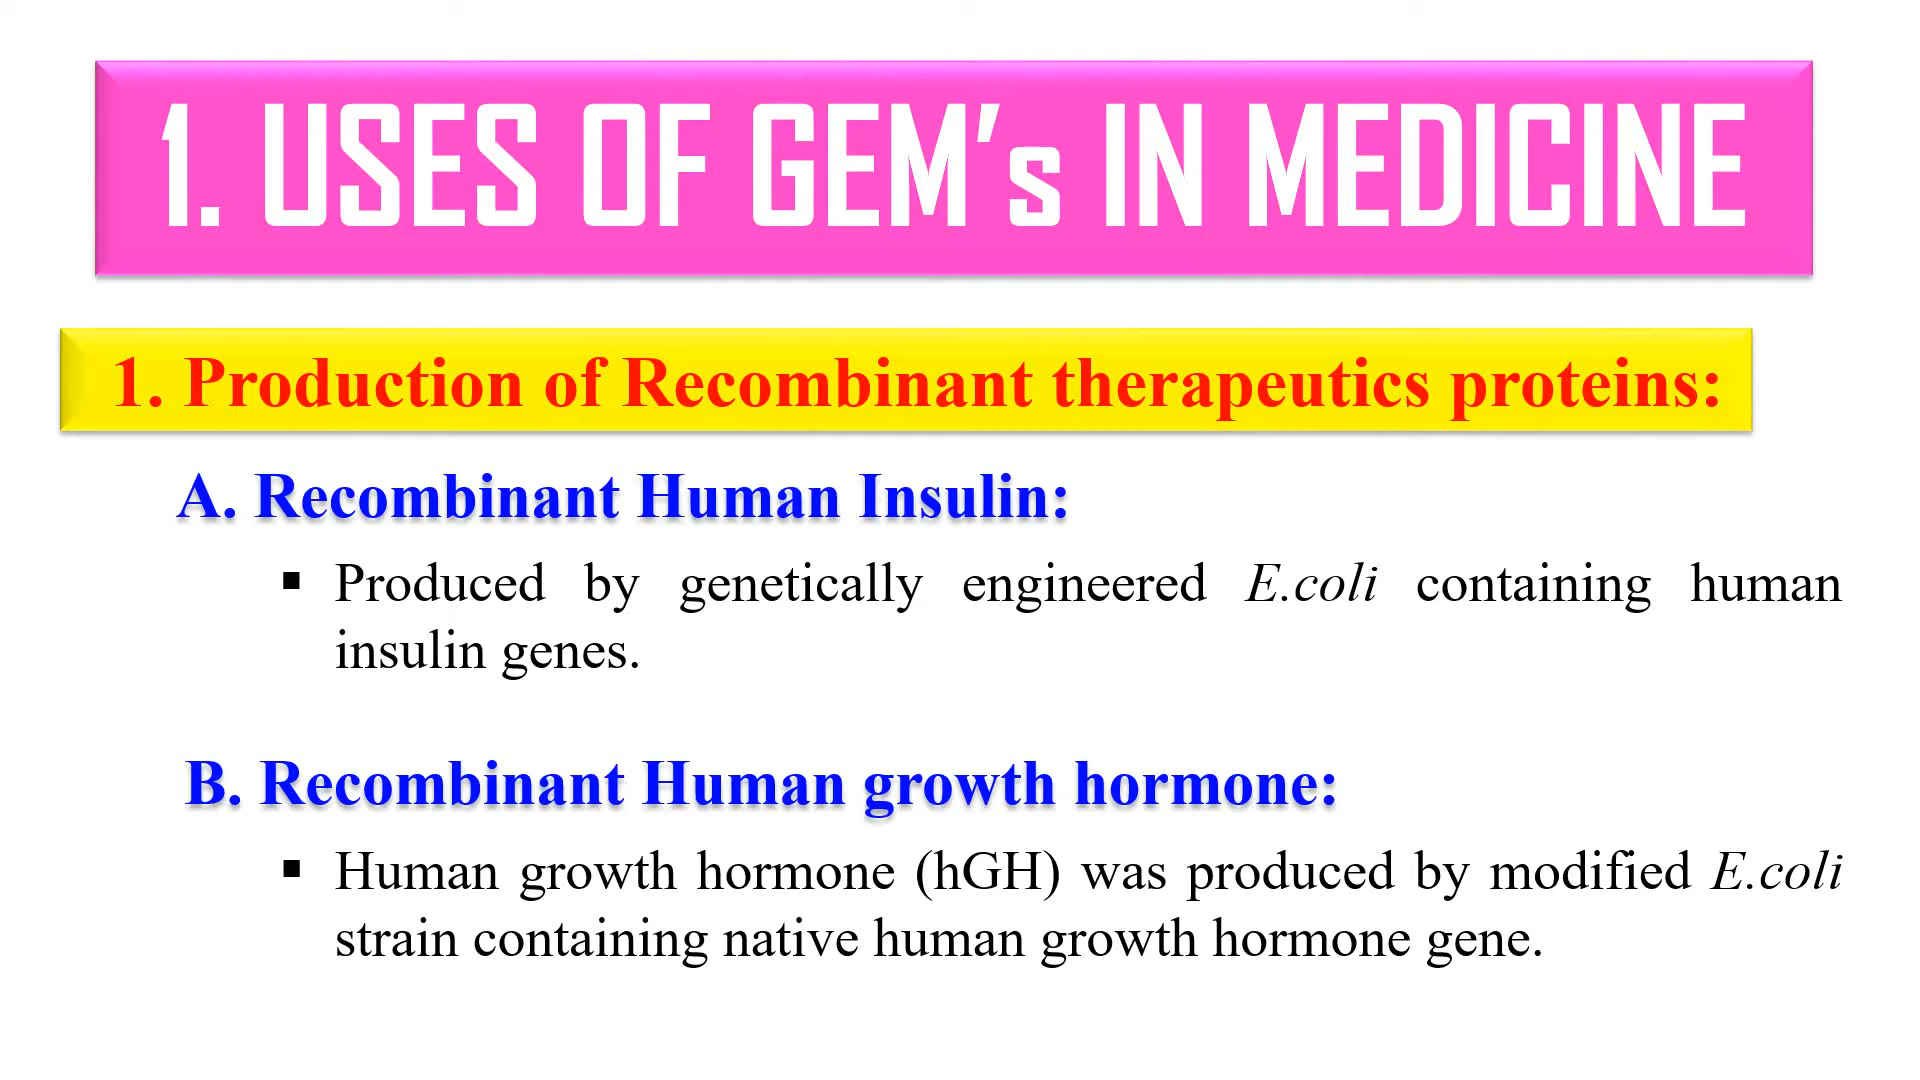 1. USES OF GEM’s IN MEDICINE
1. Production of Recombinant therapeutics proteins:
A. Recombinant Human Insulin:
▪ Produced by genetically engineered E.coli containing human
insulin genes.
B. Recombinant Human growth hormone:
▪ Human growth hormone (hGH) was produced by modified E.coli
strain containing native human growth hormone gene.